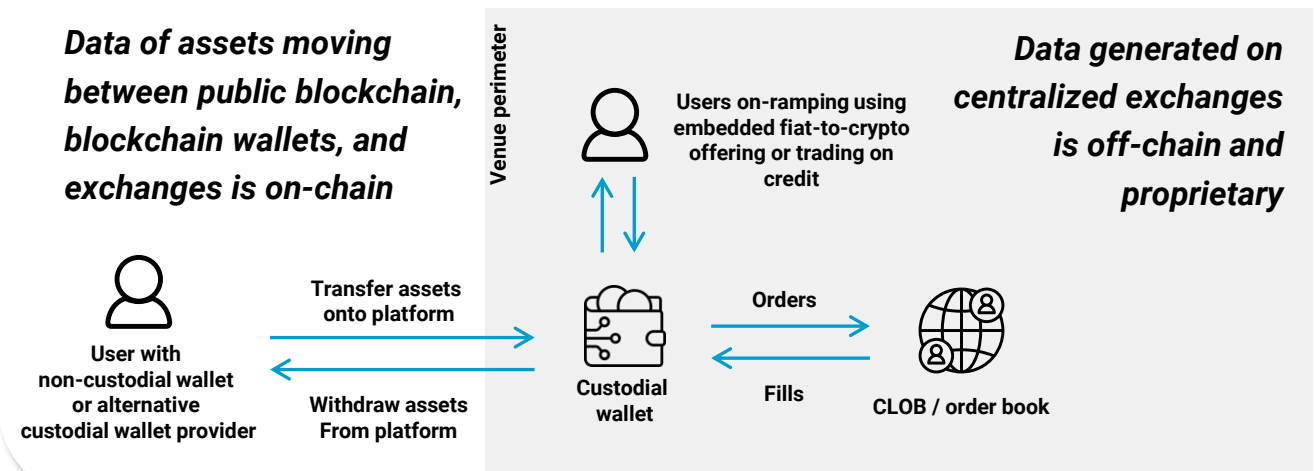 Data of assets moving
between public blockchain,
blockchain wallets, and
exchanges is on-chain
Venue perimeter
Users on-ramping using
embedded fiat-to-crypto
offering or trading on
credit
Data generated on
centralized exchanges
is off-chain and
proprietary
User with
non-custodial wallet
or alternative
custodial wallet provider
Transfer assets
onto platform
Withdraw assets
From platform
Custodial
wallet
Orders
Fills
CLOB / order book